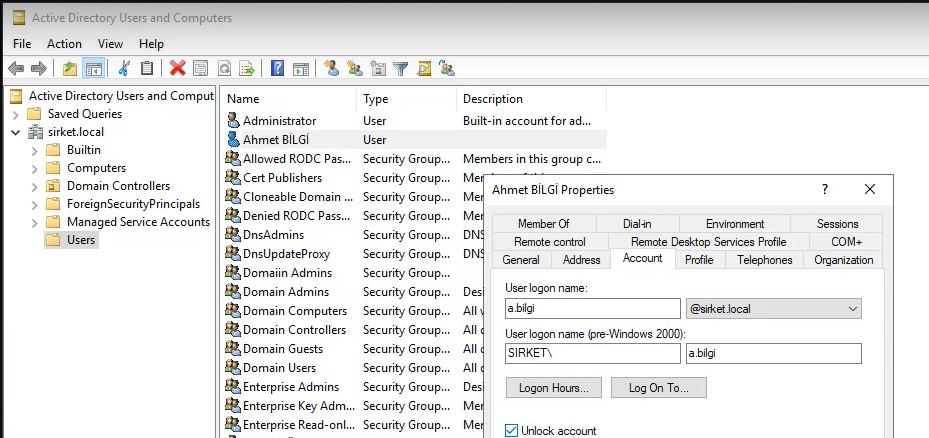 Active Directory Users and Computers
File Action View Help
Active Directory Users and Comput
Saved Queries
sirket.local
Builtin
Computers
Domain Controllers
ForeignSecurityPrincipals
Managed Service Accounts
Users
Name Type Description
Administrator User Built-in account for ad...
Ahmet BİLGİ User
Allowed RODC Pas... Security Group... Members in this group c...
Cert Publishers Security Group... Members of this
Cloneable Domain ... Security Group... Mer
Denied RODC Pass... Security Group... Mer
DnsAdmins Security Group... DNS
DnsUpdateProxy Security Group... DNS
Domaiin Admins Security Group...
Domain Admins Security Group... Desi
Domain Computers Security Group... All w
Domain Controllers Security Group... All d
Domain Guests Security Group... All d
Domain Users Security Group... All d
Enterprise Admins Security Group... Desi
Enterprise Key Adm... Security Group... Mer
Enterprise Read-onl... Security Group... Mer
Ahmet BİLGİ Properties
Member Of Dial-in Environment Sessions
Remote control Remote Desktop Services Profile COM+
General Address Account Profile Telephones Organization
User logon name:
a.bilgi @sirket.local
User logon name (pre-Windows 2000):
SIRKET\ a.bilgi
Logon Hours... Log On To...
Unlock account